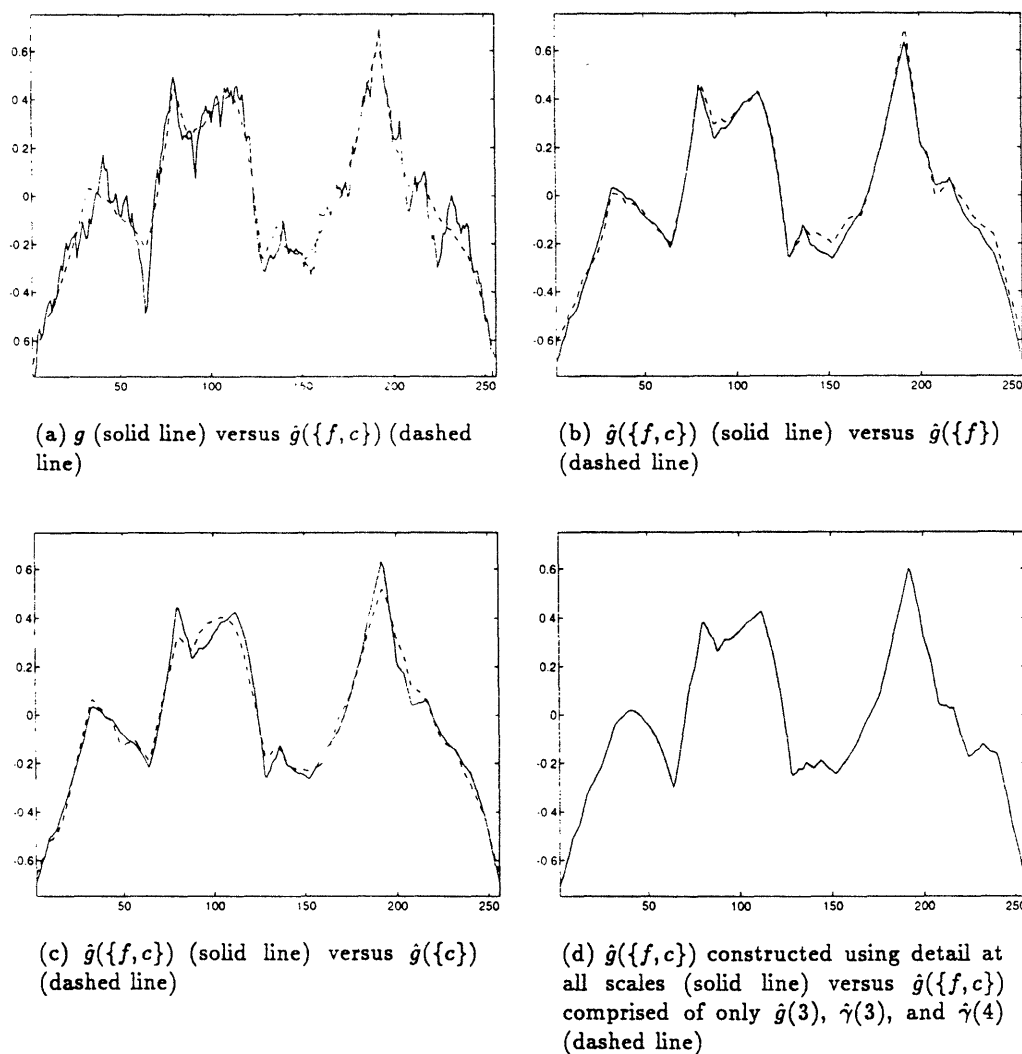 0.6
0.4
0.2
0
-0.2
-0.4
0.6
50 100 200 250
(a) g (solid line) versus ĝ({f, c}) (dashed
line)
0.6
0.4
0.2
0
-0.2
-0.4
0.6
50 100 150 200 250
(b) ĝ({f, c}) (solid line) versus ĝ({f})
(dashed line)
0.6
0.4
0.2
0
-0.2
-0.4
0.6
50 100 150 200 250
(c) ĝ({f, c}) (solid line) versus ĝ({c})
(dashed line)
0.6
0.4
0.2
0
-0.2
-0.4
-0.6
50 100 150 200 250
(d) ĝ({f, c}) constructed using detail at
all scales (solid line) versus ĝ({f, c})
comprised of only ĝ(3), γ̂(3), and γ̂(4)
(dashed line)